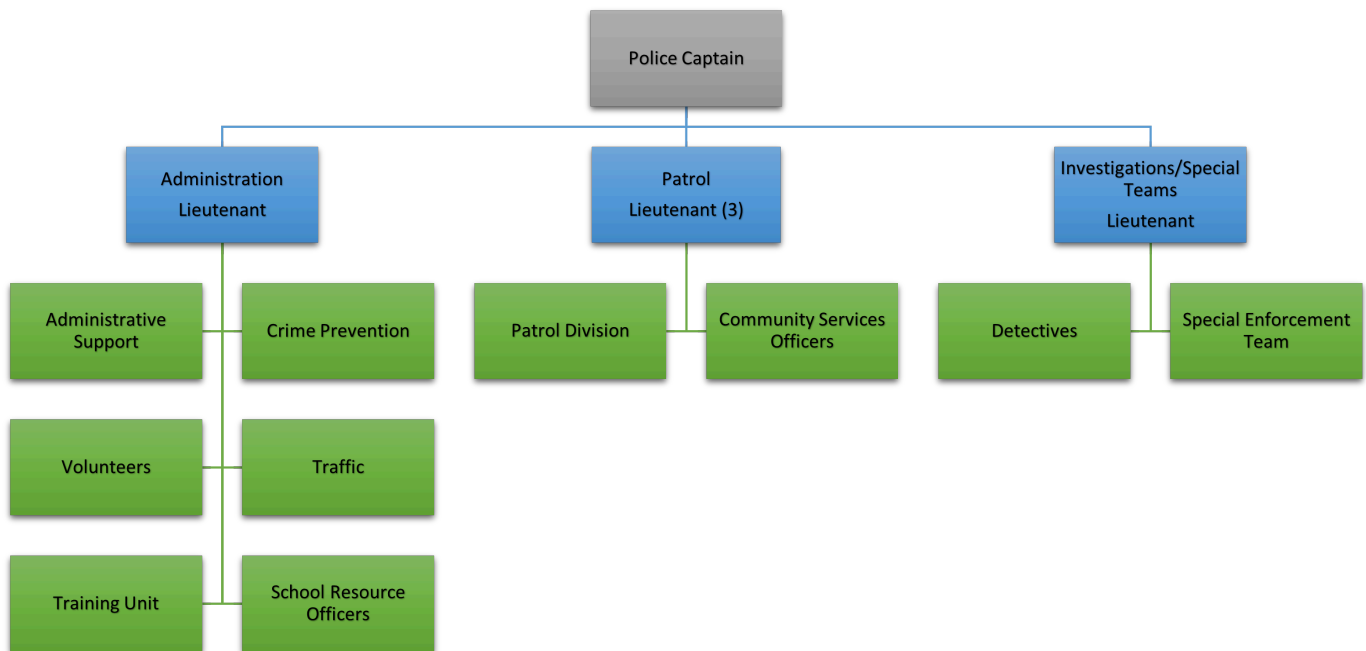 Police Captain
Administration
Lieutenant
Patrol
Lieutenant (3)
Investigations/Special
Teams
Lieutenant
Administrative
Support
Crime Prevention
Patrol Division
Community Services
Officers
Detectives
Special Enforcement
Team
Volunteers
Traffic
Training Unit
School Resource
Officers